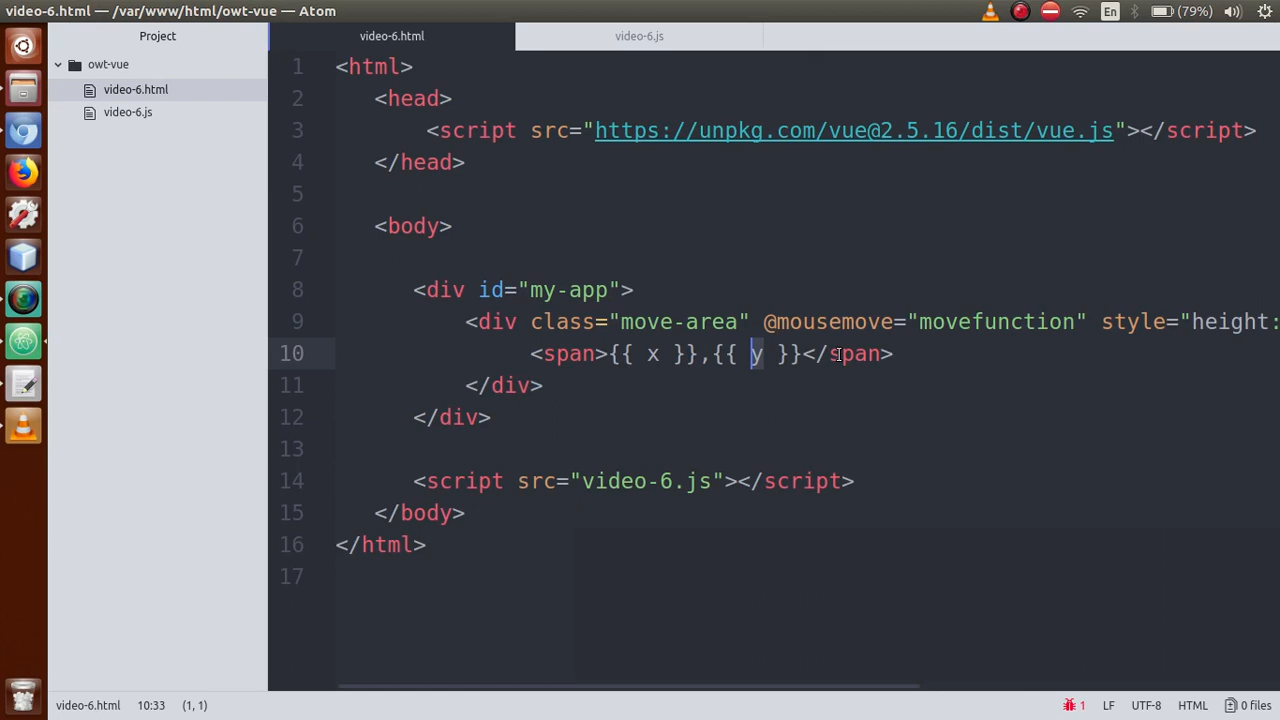 video-6.html — /var/www/html/owt-vue — Atom
En
(79%)
Project
video-6.html
video-6.js
owt-vue
video-6.html
video-6.js
1 <html>
2 <head>
3 <script src="https://unpkg.com/vue@2.5.16/dist/vue.js"></script>
4 </head>
5
6 <body>
7
8 <div id="my-app">
9 <div class="move-area" @mousemove="movefunction" style="height:
10 <span>{{ x }},{{ y }}</span>
11 </div>
12 </div>
13
14 <script src="video-6.js"></script>
15 </body>
16 </html>
17
video-6.html 10:33 (1, 1)
1 LF UTF-8 HTML 0 files